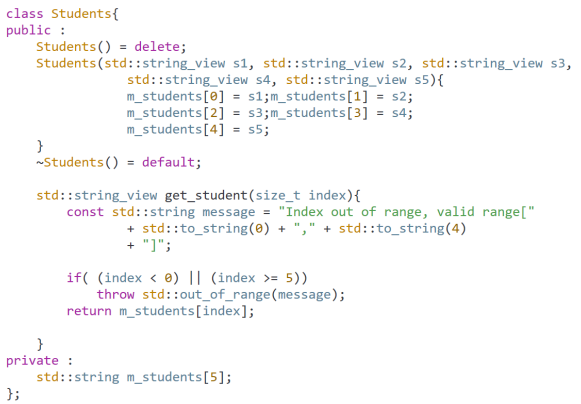 class Students{
public :
    Students() = delete;
    Students(std::string_view s1, std::string_view s2, std::string_view s3,
                std::string_view s4, std::string_view s5){
                m_students[0] = s1;m_students[1] = s2;
                m_students[2] = s3;m_students[3] = s4;
                m_students[4] = s5;
    }
    ~Students() = default;
    std::string_view get_student(size_t index){
        const std::string message = "Index out of range, valid range["
                + std::to_string(0) + "," + std::to_string(4)
                + "]";
        if( (index < 0) || (index >= 5))
            throw std::out_of_range(message);
        return m_students[index];
    }
private :
    std::string m_students[5];
};